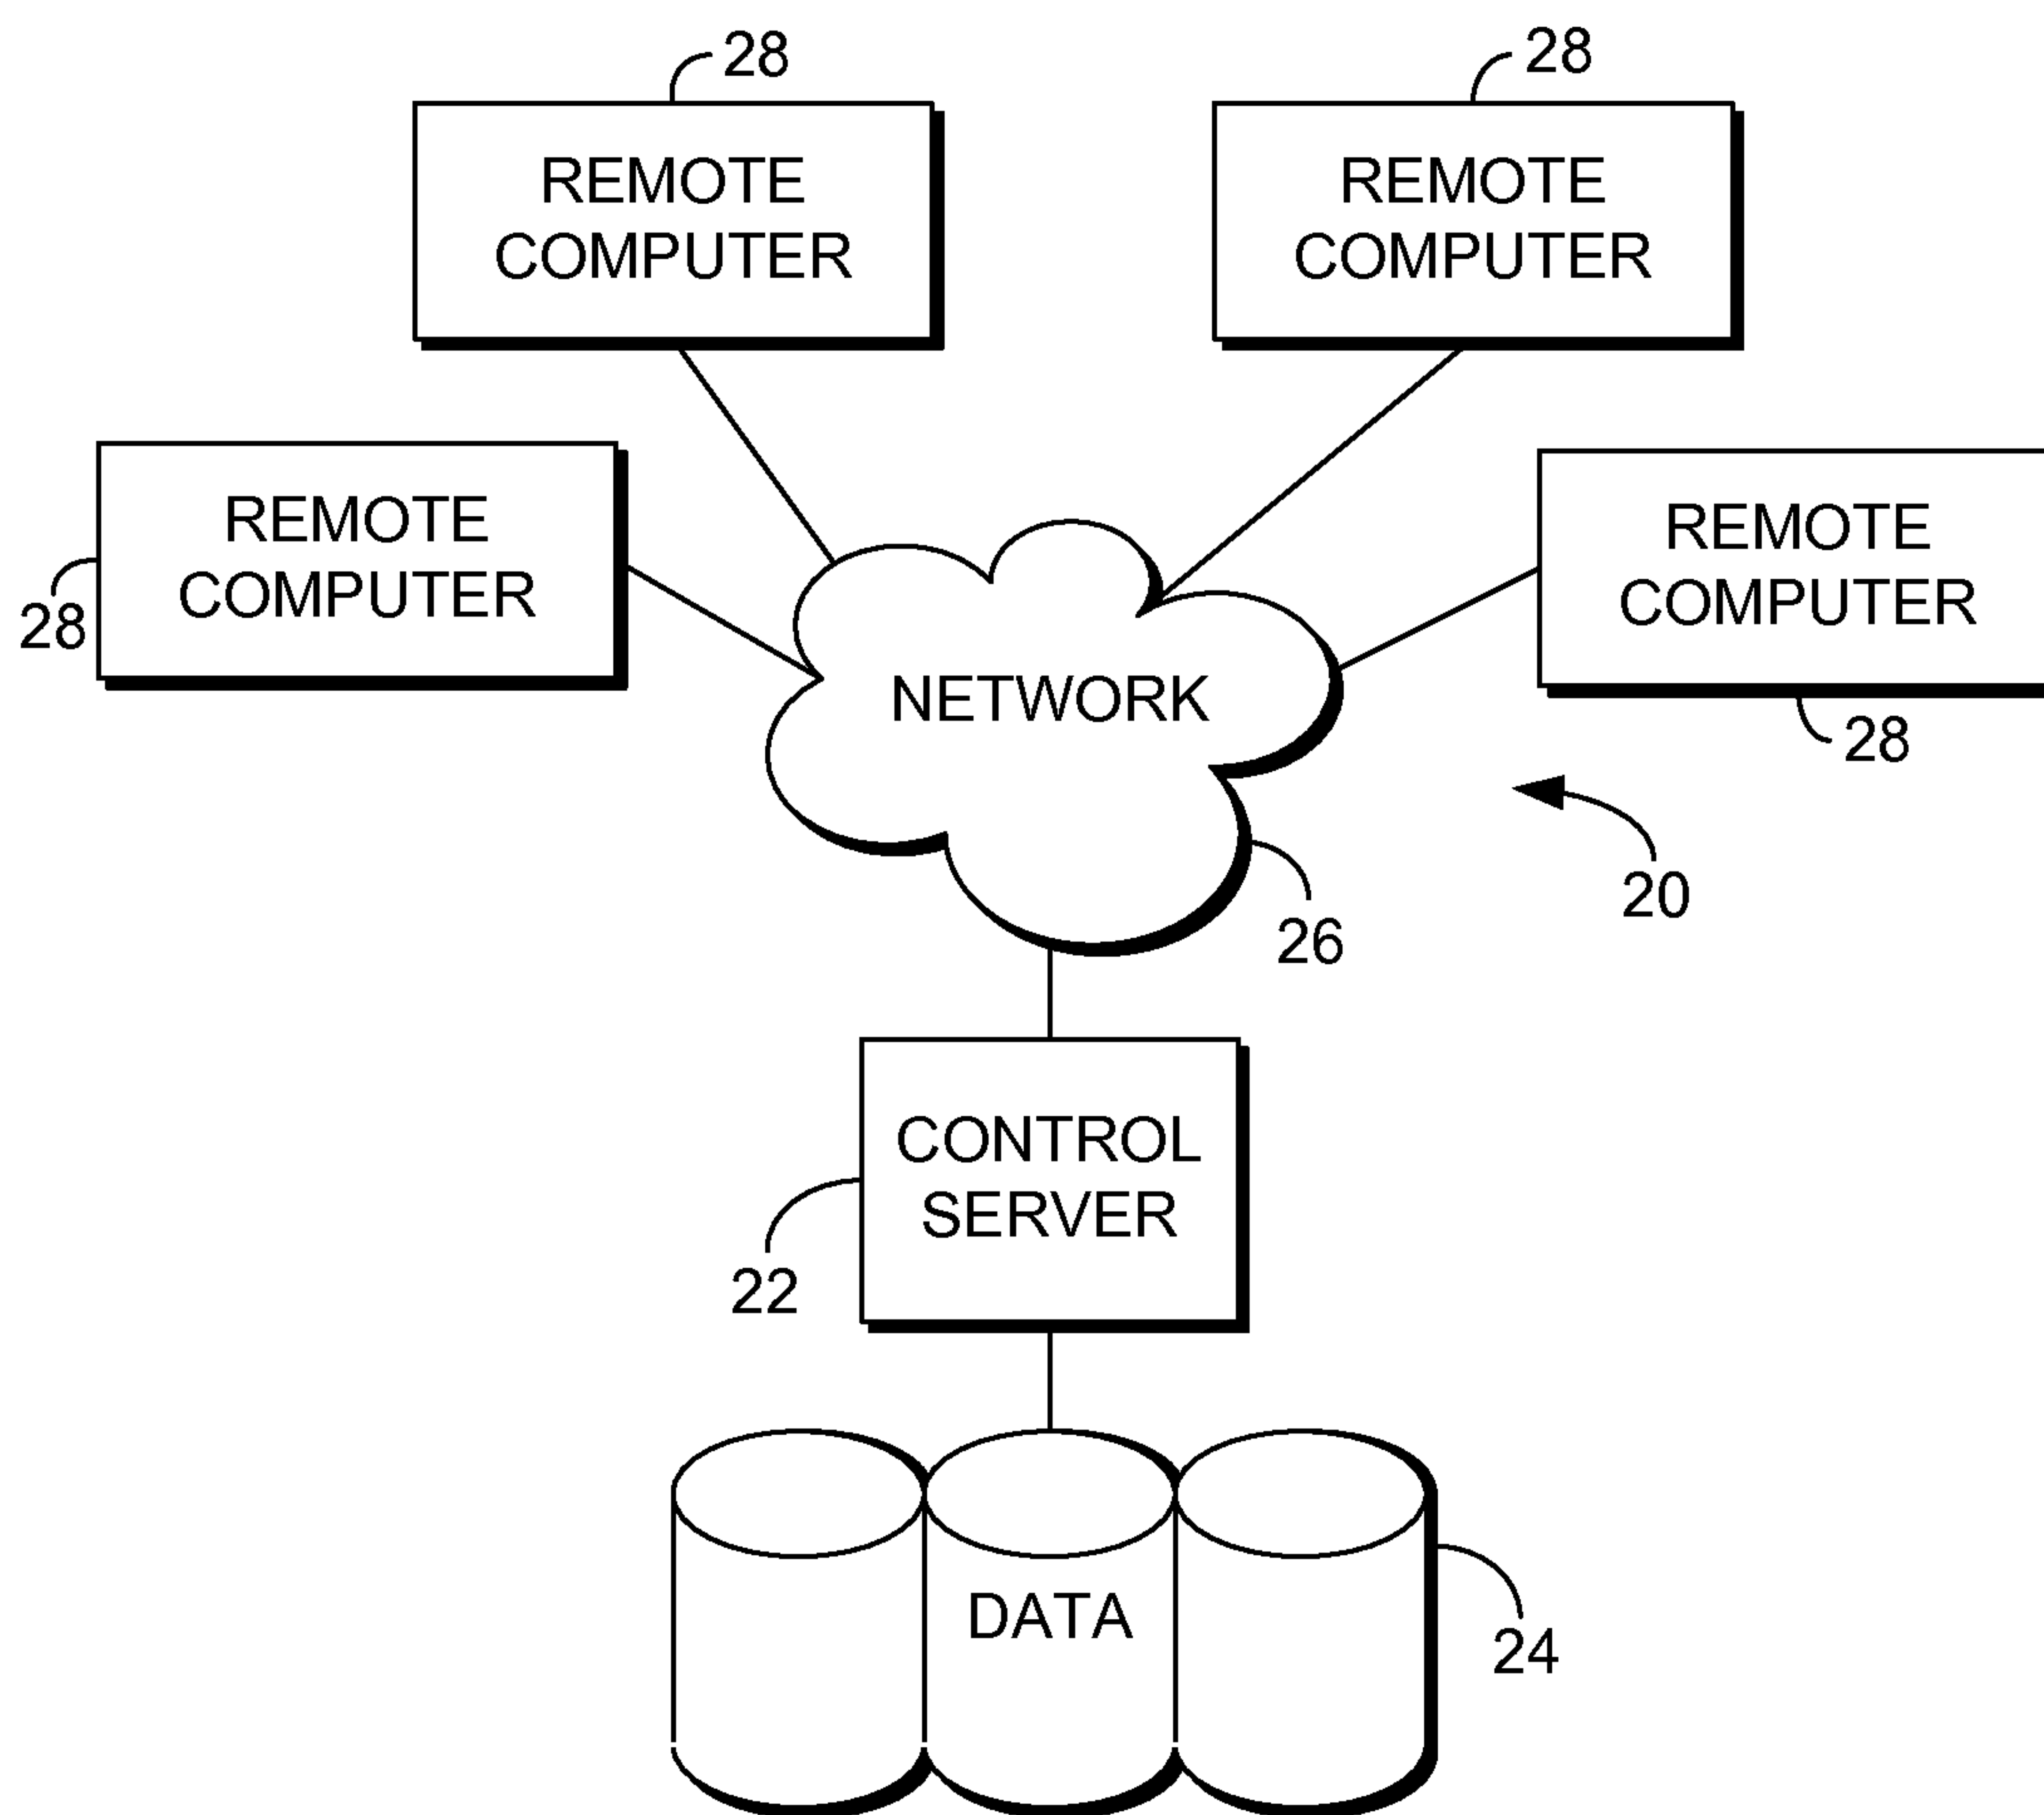 28
28
REMOTE
COMPUTER
REMOTE
COMPUTER
REMOTE
COMPUTER
28
REMOTE
COMPUTER
28
NETWORK
20
26
CONTROL
SERVER
22
DATA
24